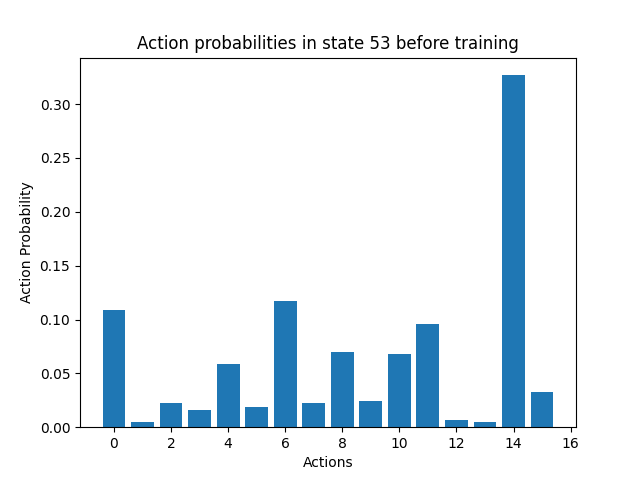 Action probabilities in state 53 before training
0.30
0.25
0.20
0.15
0.10
0.05
0.00
Action Probability
0 2 4 6 8 10 12 14 16
Actions